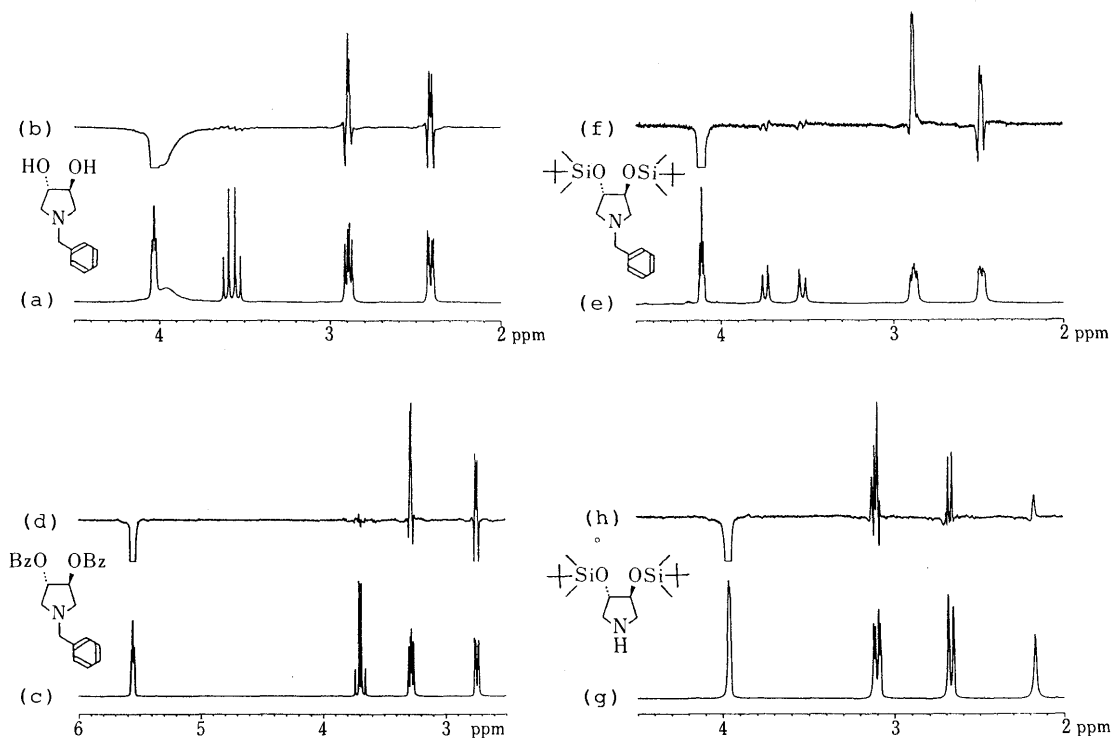 (b)
HO OH
N
(a)
4 3 2 ppm
(f)
SiO OSi
N
(e)
4 3 2 ppm
(d)
BzO OBz
N
(c)
6 5 4 3 ppm
(h)
SiO OSi
N
H
(g)
4 3 2 ppm